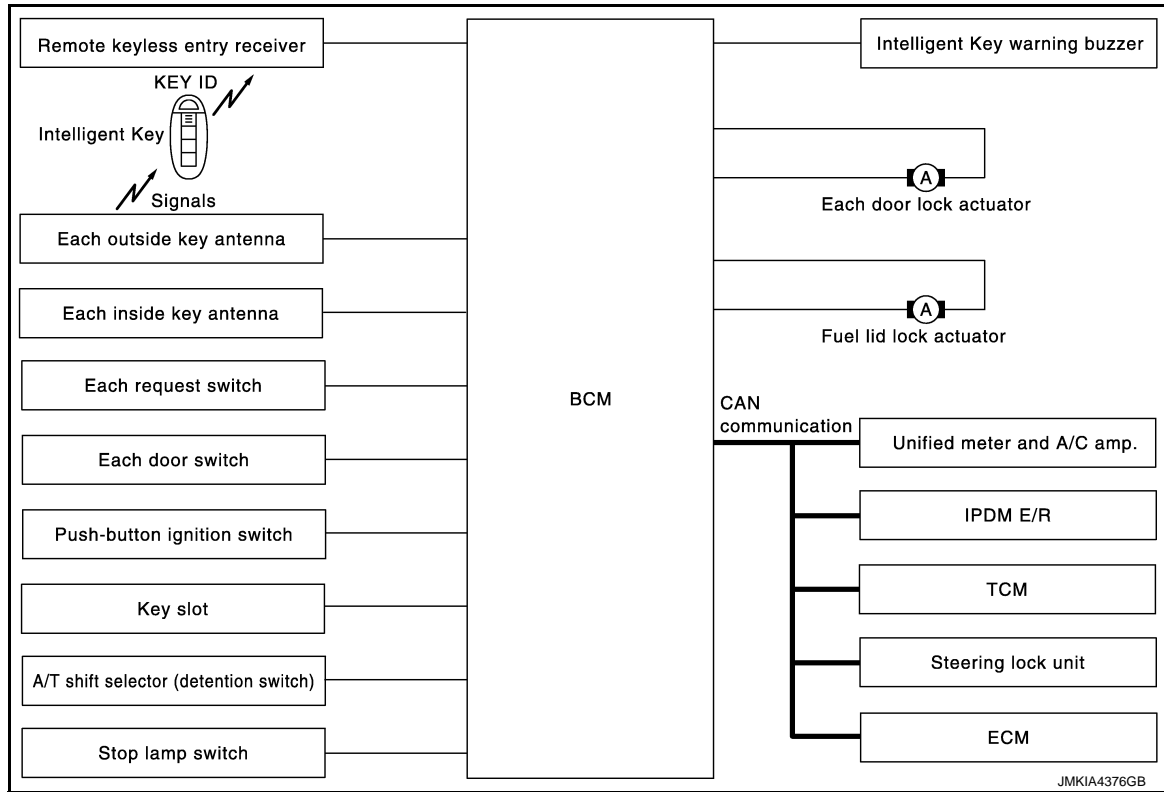 Remote keyless entry receiver
KEY ID
Intelligent Key
Signals
Each outside key antenna
Each inside key antenna
Each request switch
Each door switch
Push-button ignition switch
Key slot
A/T shift selector (detention switch)
Stop lamp switch
BCM
Intelligent Key warning buzzer
A
Each door lock actuator
A
Fuel lid lock actuator
CAN
communication
Unified meter and A/C amp.
IPDM E/R
TCM
Steering lock unit
ECM
JMKIA4376GB